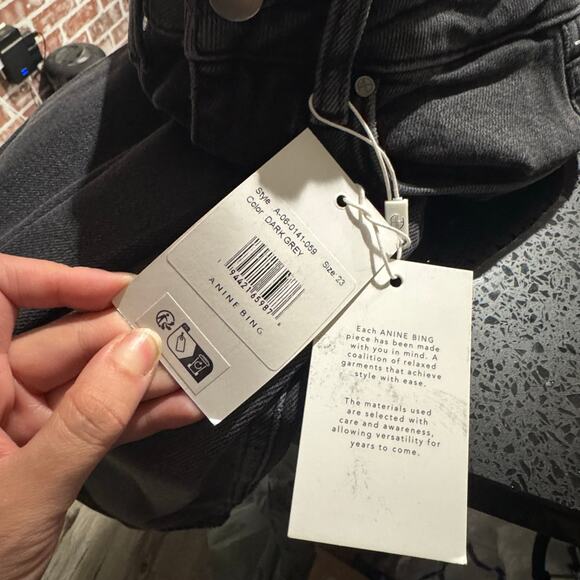 Style A-06-0141-059
Color DARK GREY
Size 23
ANINE BING
Each ANINE BING
piece has been made
with you in mind. A
coalition of relaxed
garments that achieve
style with ease.
The materials used
are selected with
care and awareness,
allowing versatility for
years to come.